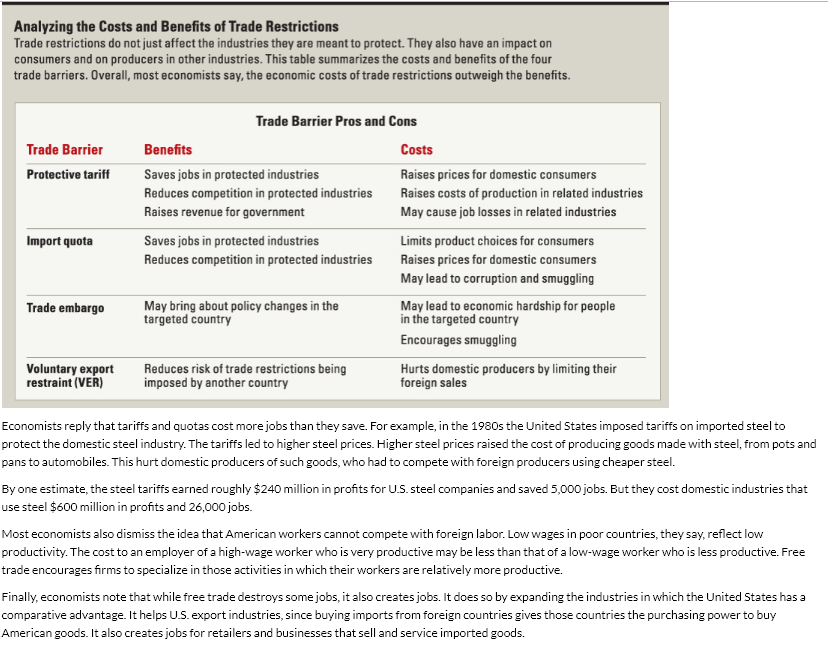 Analyzing the Costs and Benefits of Trade Restrictions
Trade restrictions do not just affect the industries they are meant to protect. They also have an impact on
consumers and on producers in other industries. This table summarizes the costs and benefits of the four
trade barriers. Overall, most economists say, the economic costs of trade restrictions outweigh the benefits.
Trade Barrier Pros and Cons
Trade Barrier Benefits Costs
Protective tariff Saves jobs in protected industries Raises prices for domestic consumers
Reduces competition in protected industries Raises costs of production in related industries
Raises revenue for government May cause job losses in related industries
Import quota Saves jobs in protected industries Limits product choices for consumers
Reduces competition in protected industries Raises prices for domestic consumers
May lead to corruption and smuggling
Trade embargo May bring about policy changes in the May lead to economic hardship for people
targeted country in the targeted country
Encourages smuggling
Voluntary export Reduces risk of trade restrictions being Hurts domestic producers by limiting their
restraint (VER) imposed by another country foreign sales
Economists reply that tariffs and quotas cost more jobs than they save. For example, in the 1980s the United States imposed tariffs on imported steel to
protect the domestic steel industry. The tariffs led to higher steel prices. Higher steel prices raised the cost of producing goods made with steel, from pots and
pans to automobiles. This hurt domestic producers of such goods, who had to compete with foreign producers using cheaper steel.
By one estimate, the steel tariffs earned roughly $240 million in profits for U.S. steel companies and saved 5,000 jobs. But they cost domestic industries that
use steel $600 million in profits and 26,000 jobs.
Most economists also dismiss the idea that American workers cannot compete with foreign labor. Low wages in poor countries, they say, reflect low
productivity. The cost to an employer of a high-wage worker who is very productive may be less than that of a low-wage worker who is less productive. Free
trade encourages firms to specialize in those activities in which their workers are relatively more productive.
Finally, economists note that while free trade destroys some jobs, it also creates jobs. It does so by expanding the industries in which the United States has a
comparative advantage. It helps U.S. export industries, since buying imports from foreign countries gives those countries the purchasing power to buy
American goods. It also creates jobs for retailers and businesses that sell and service imported goods.